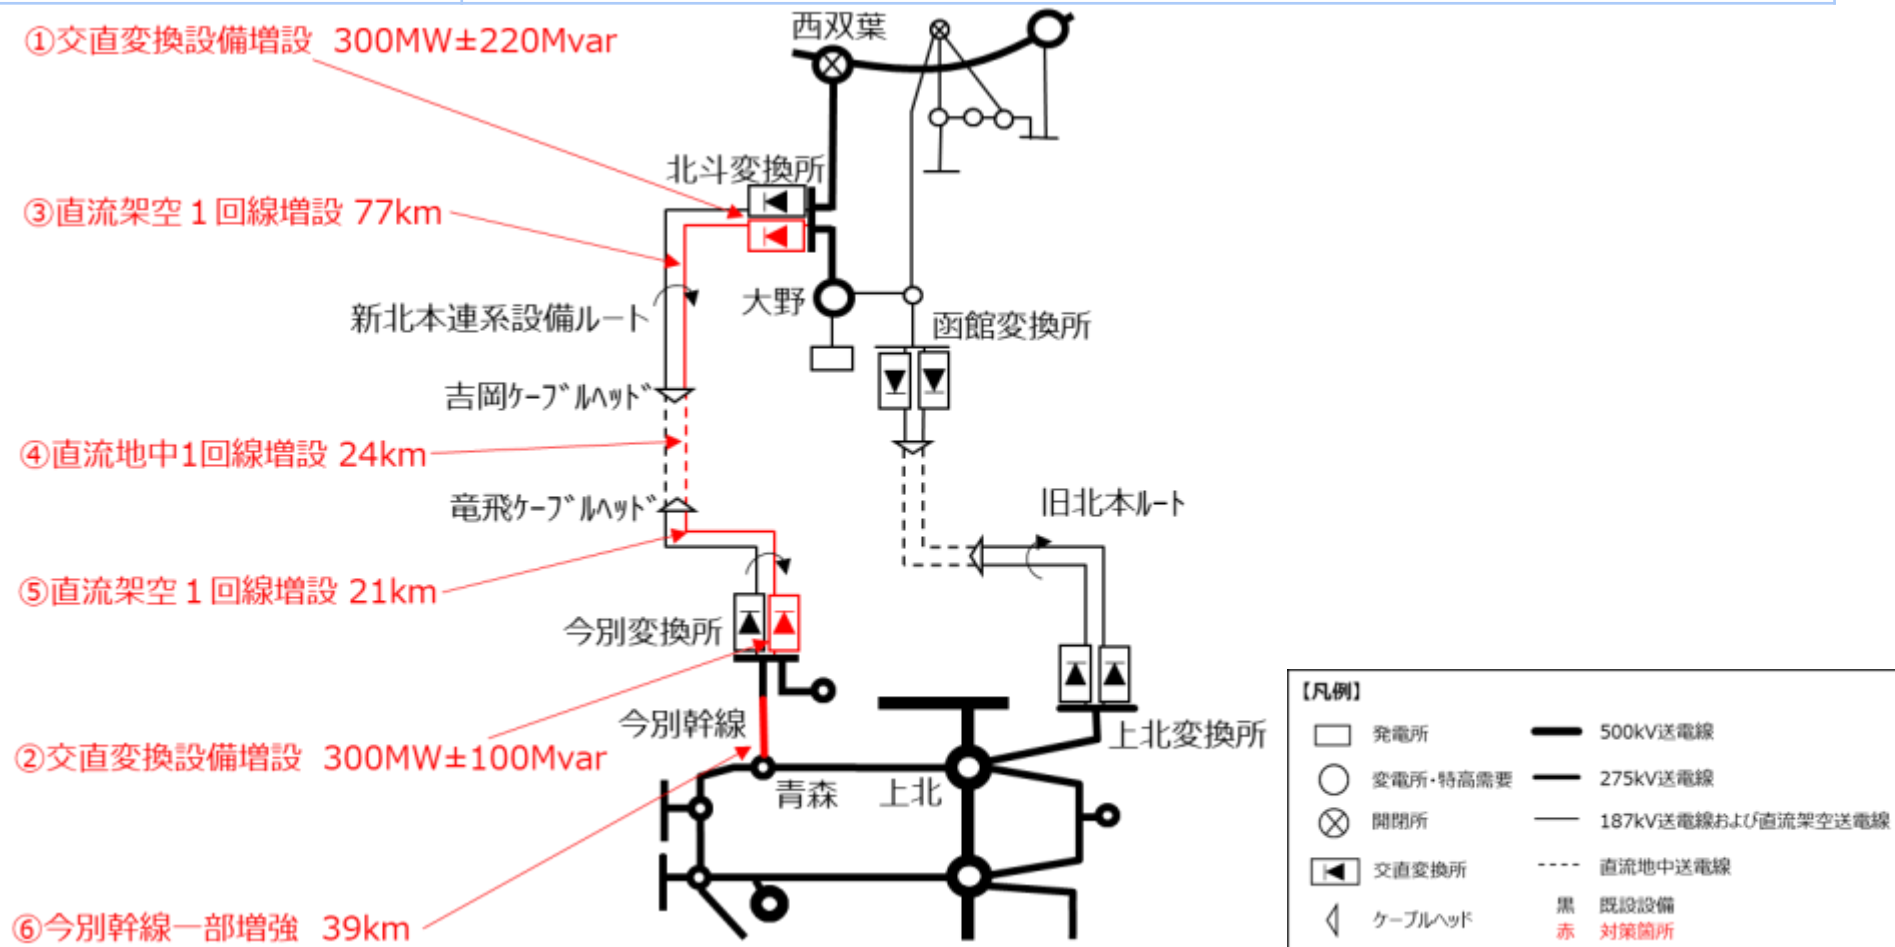 ①交直変換設備増設 300MW±220Mvar
西双葉
北斗変換所
③直流架空１回線増設 77km
大野
新北本連系設備ルート
函館変換所
吉岡ｹｰﾌﾞﾙﾍｯﾄﾞ
④直流地中1回線増設 24km
竜飛ｹｰﾌﾞﾙﾍｯﾄﾞ
旧北本ﾙｰﾄ
⑤直流架空１回線増設 21km
今別変換所
今別幹線
②交直変換設備増設 300MW±100Mvar
青森
上北
上北変換所
⑥今別幹線一部増強 39km
【凡例】
発電所
500kV送電線
変電所・特高需要
275kV送電線
開閉所
187kV送電線および直流架空送電線
交直変換所
直流地中送電線
ケーブルヘッド
黒 既設設備
赤 対策箇所